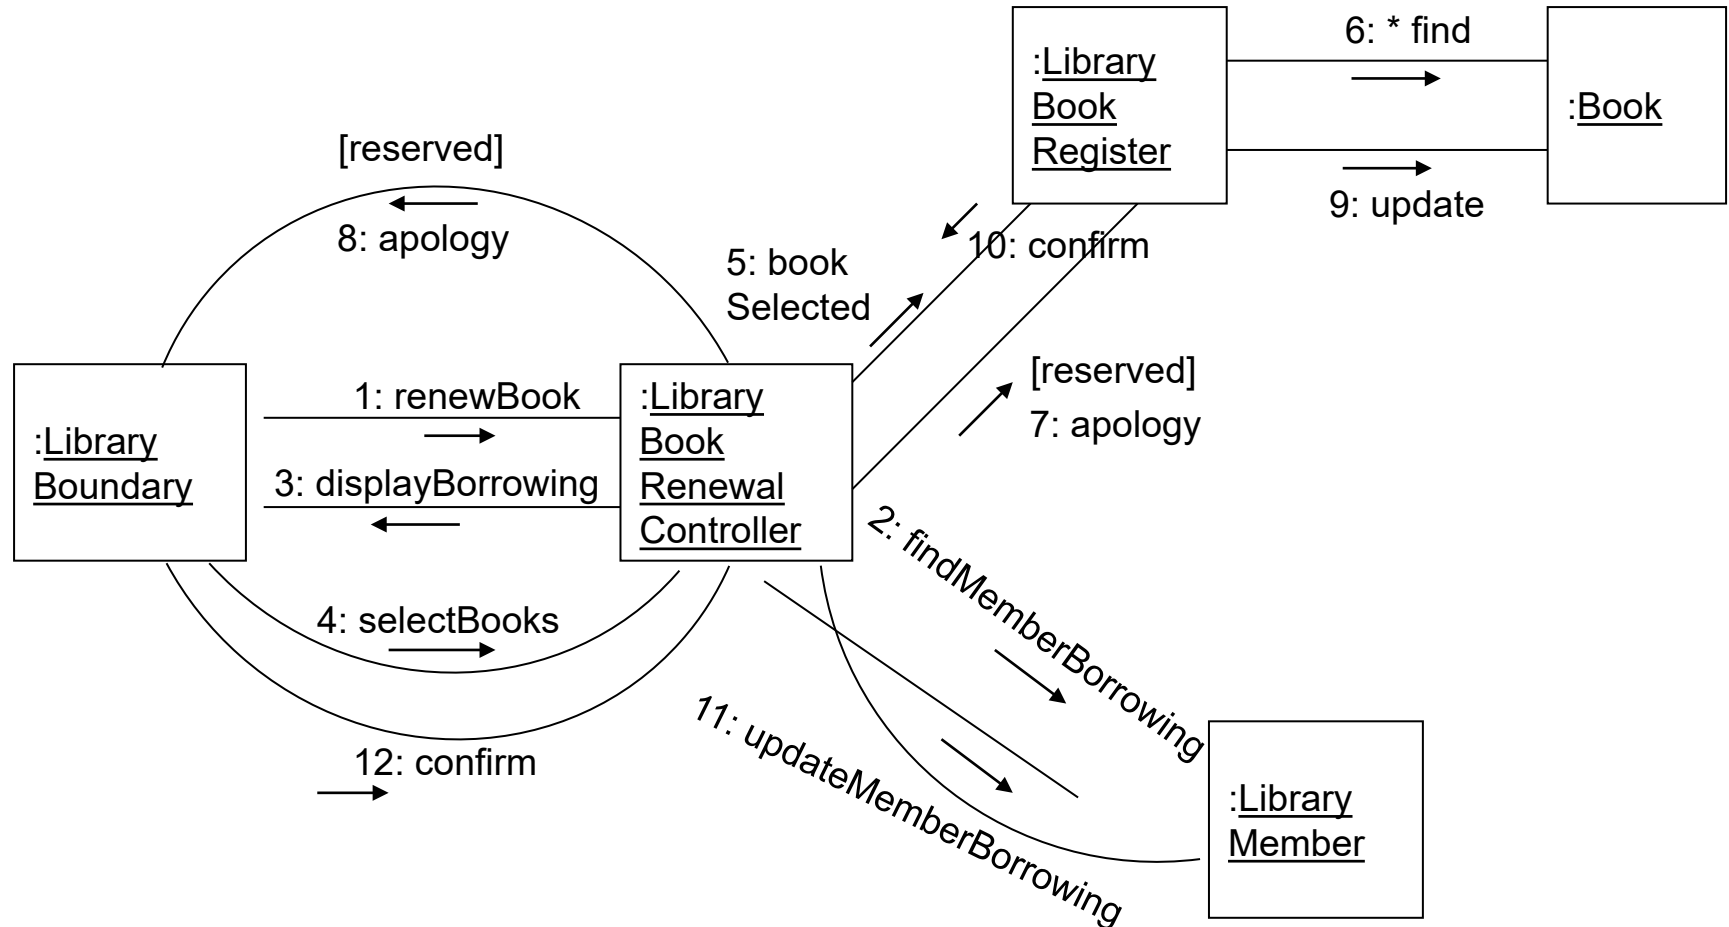 6: * find
:Library
Book
Register
:Book
9: update
[reserved]
8: apology
10: confirm
5: book
Selected
[reserved]
7: apology
1: renewBook
:Library
Book
Renewal
Controller
:Library
Boundary
3: displayBorrowing
2: findMemberBorrowing
4: selectBooks
11: updateMemberBorrowing
12: confirm
:Library
Member